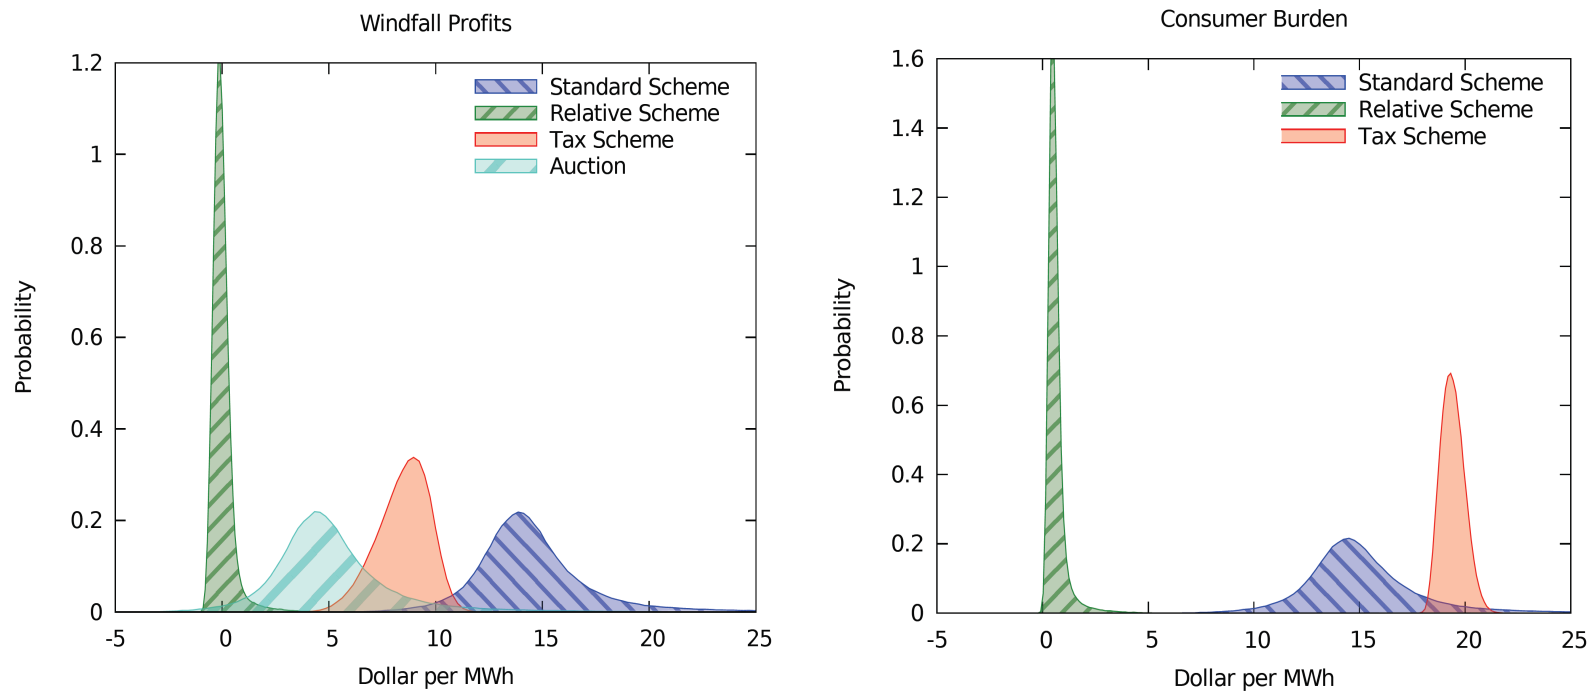 Windfall Profits
1.2
1
0.8
0.6
0.4
0.2
0
Probability
Standard Scheme
Relative Scheme
Tax Scheme
Auction
-5 0 5 10 15 20 25
Dollar per MWh
Consumer Burden
1.6
1.4
1.2
1
0.8
0.6
0.4
0.2
0
Probability
Standard Scheme
Relative Scheme
Tax Scheme
-5 0 5 10 15 20 25
Dollar per MWh